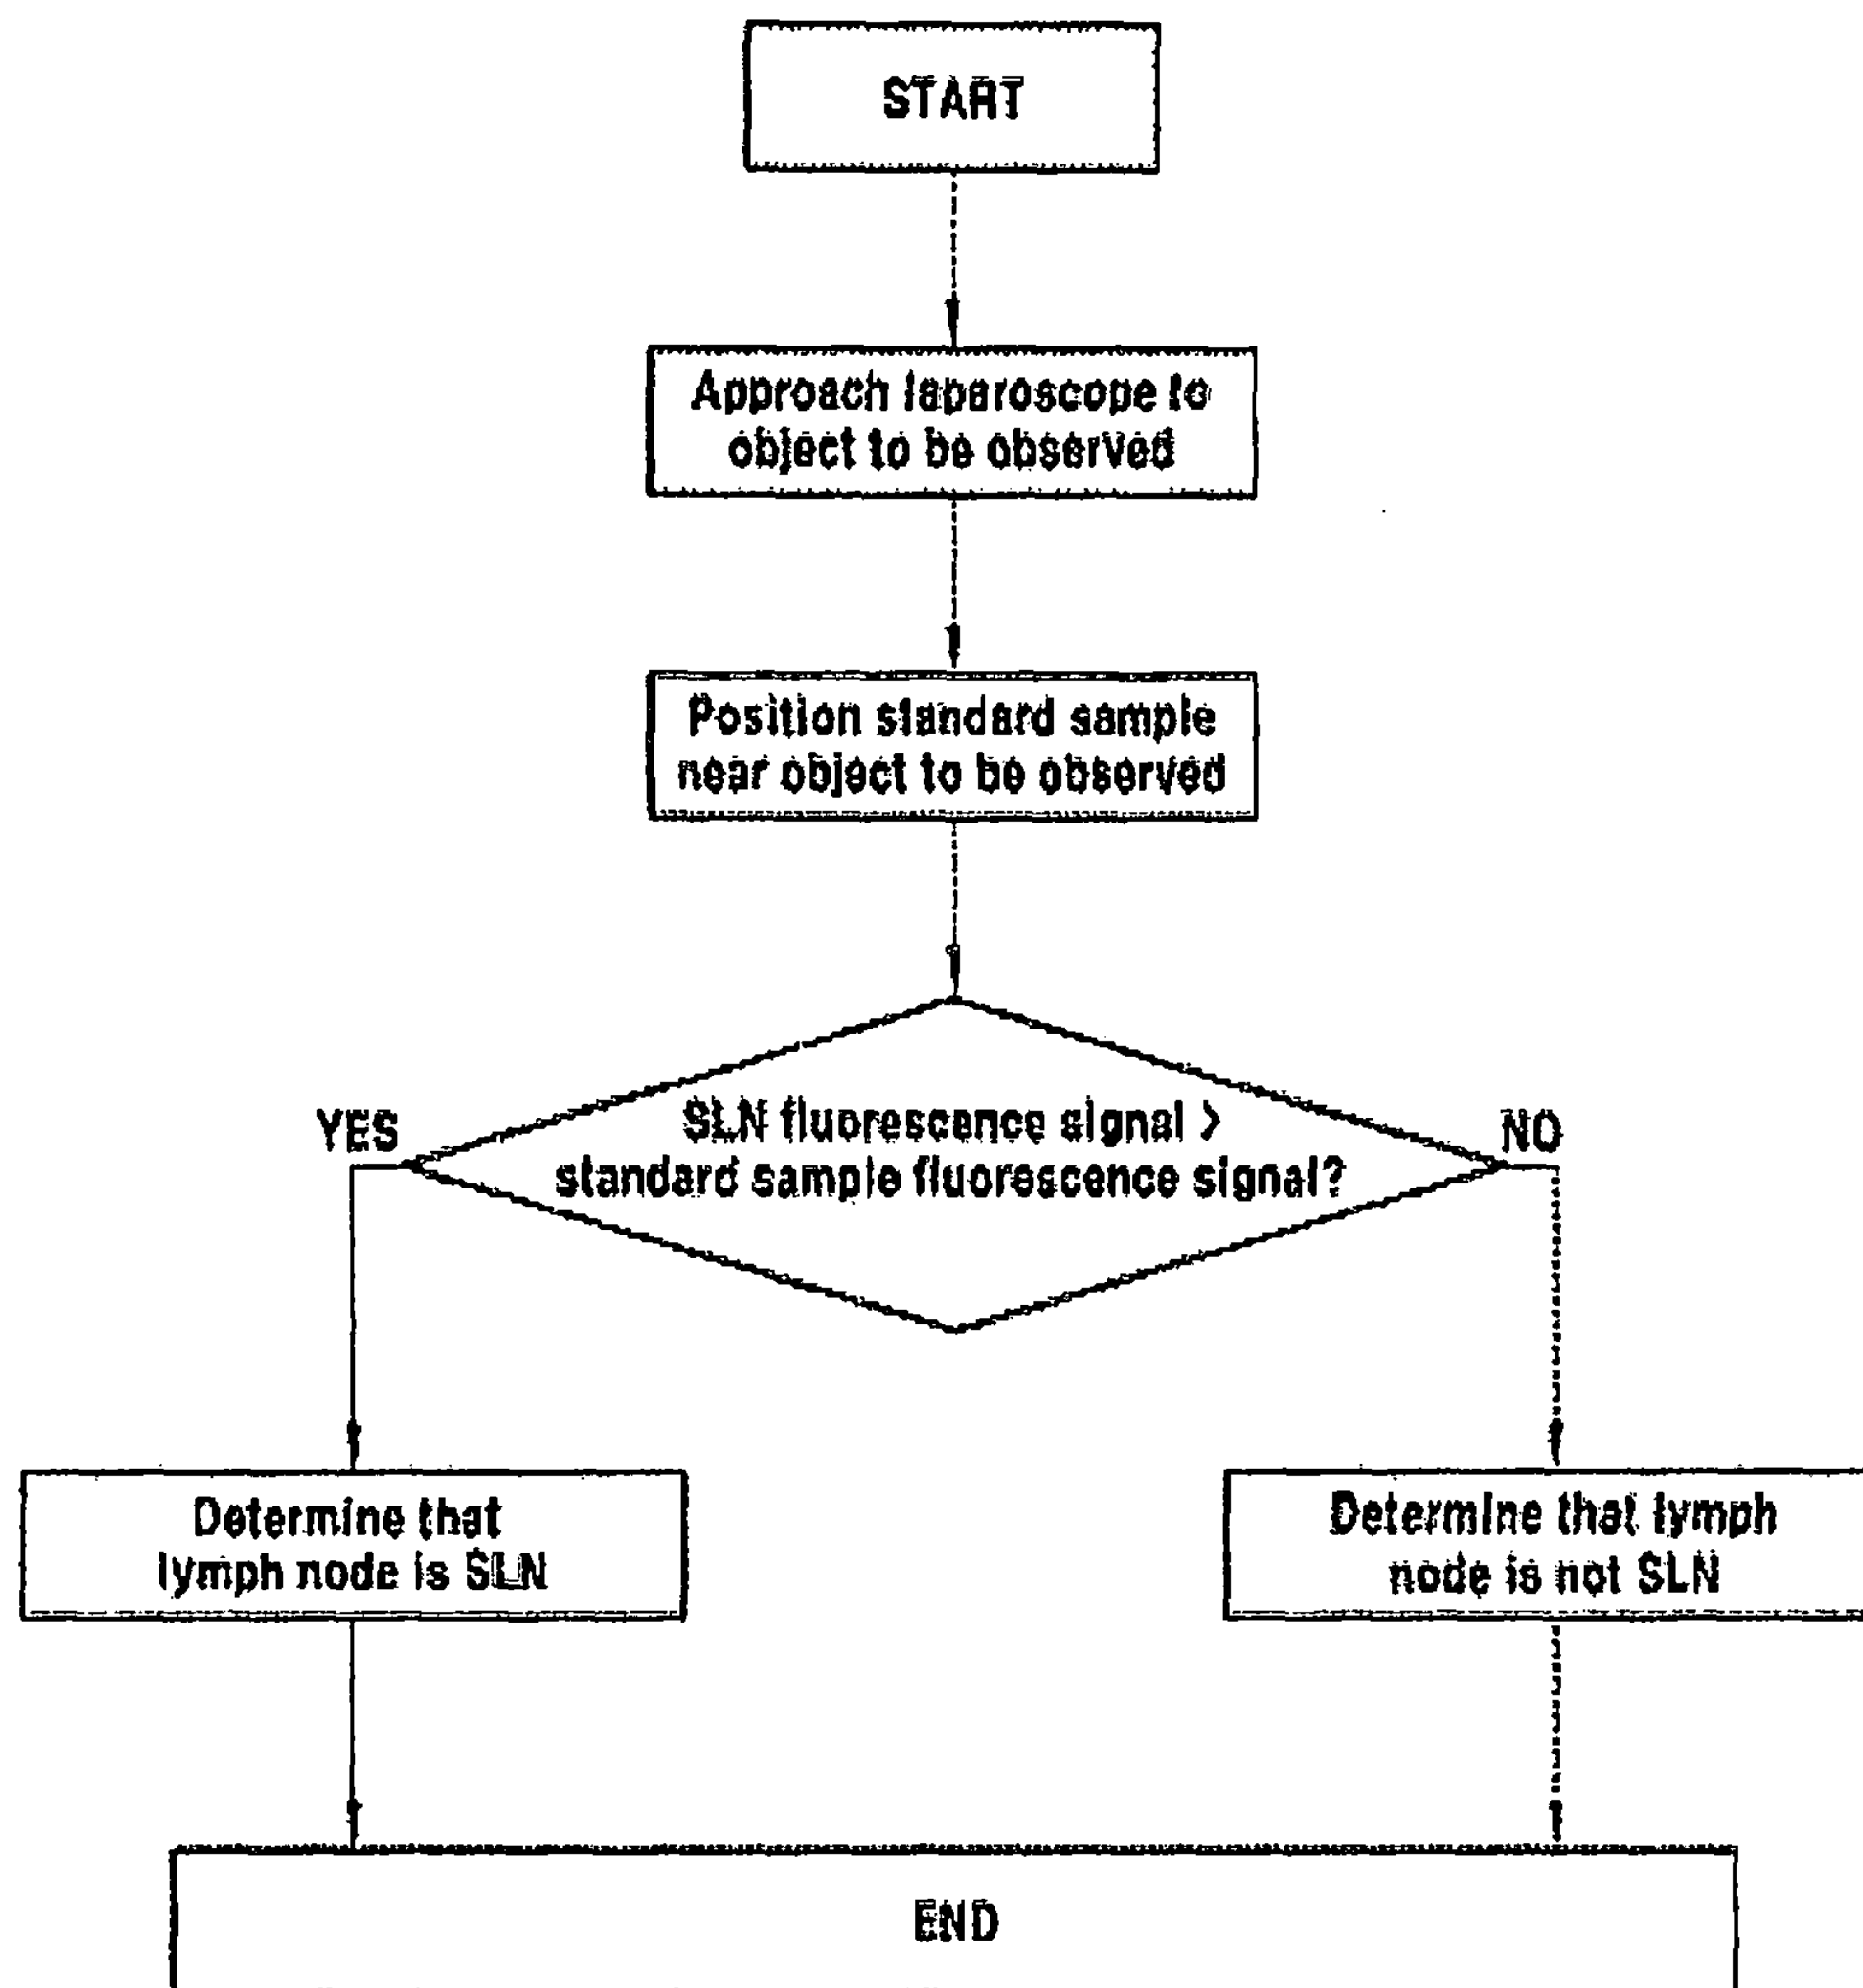 START
Approach laparoscope to
object to be observed
Position standard sample
near object to be observed
SLN fluorescence signal >
standard sample fluorescence signal?
YES
NO
Determine that
lymph node is SLN
Determine that lymph
node is not SLN
END